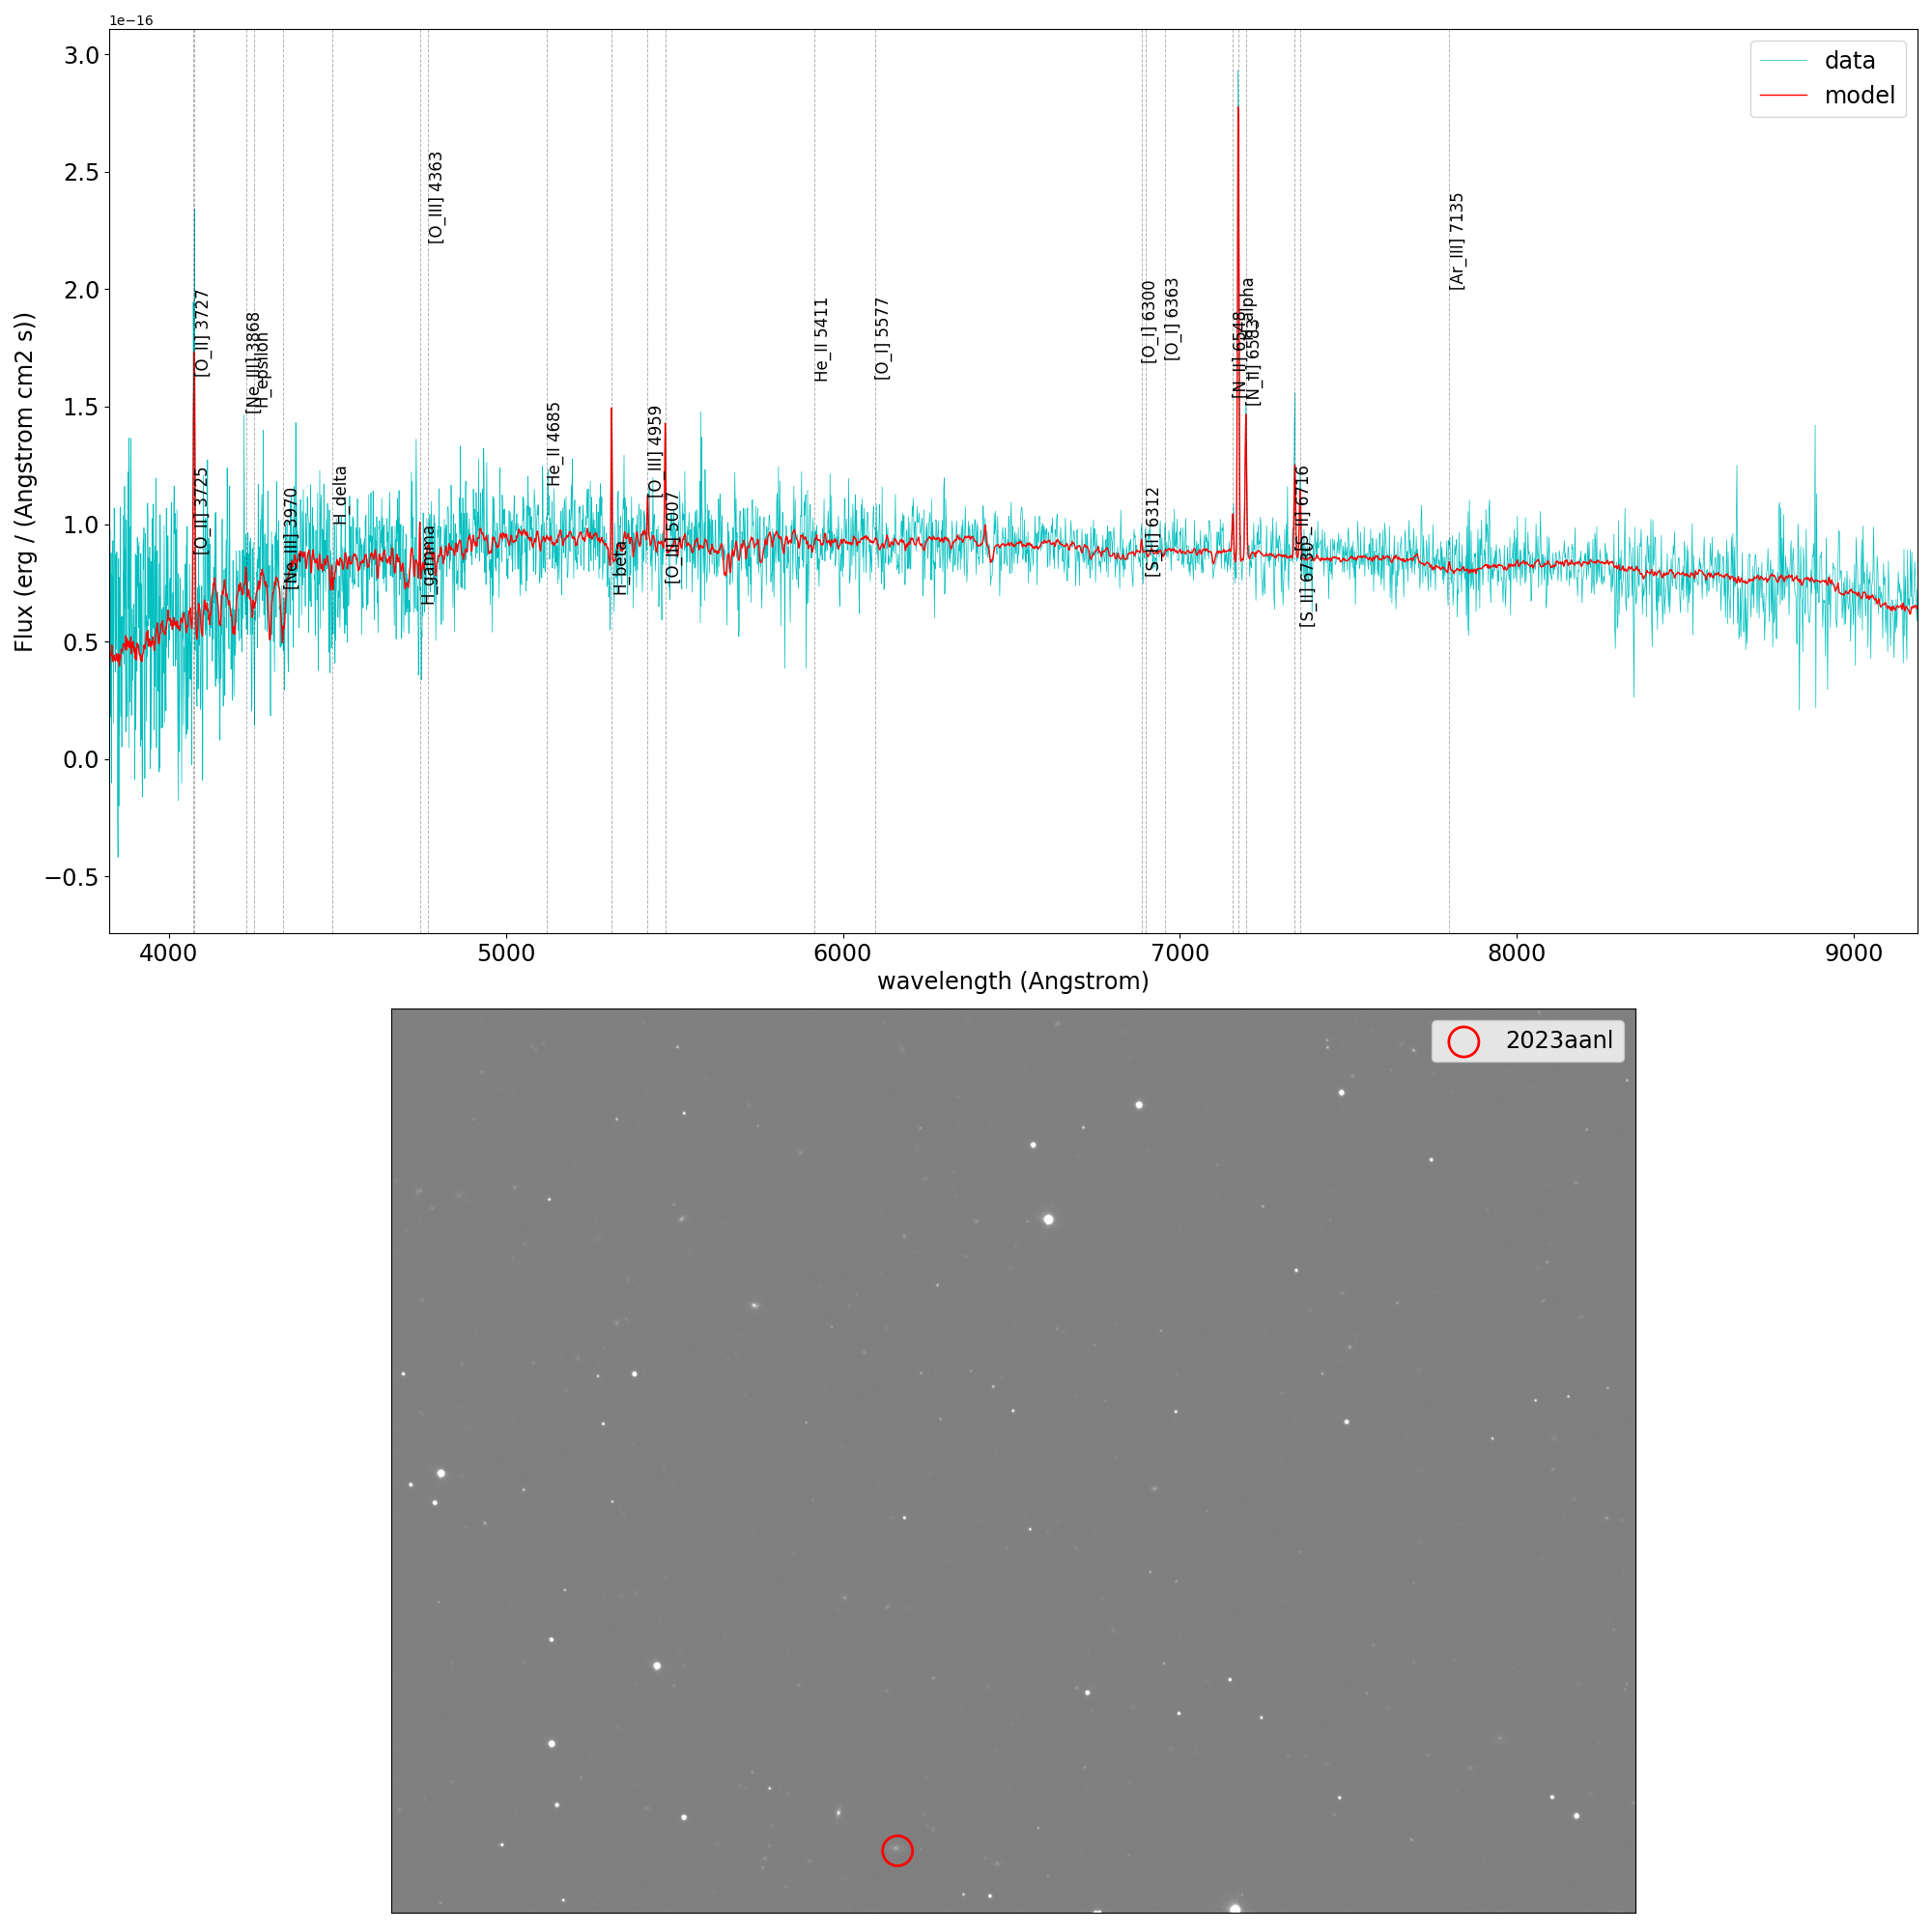 1e−16
data
model
3.0
2.5
2.0
1.5
1.0
0.5
0.0
−0.5
Flux (erg / (Angstrom cm2 s))
[O_II] 3725
[O_II] 3727
[Ne_III] 3868
H_epsilon
[Ne_III] 3970
H_delta
H_gamma
[O_III] 4363
He_II 4685
H_beta
[O_III] 4959
[O_III] 5007
He_II 5411
[O_I] 5577
[O_I] 6300
[S_III] 6312
[O_I] 6363
[N_II] 6548
H_alpha
[N_II] 6583
[S_II] 6716
[S_II] 6730
[Ar_III] 7135
4000
5000
6000
7000
8000
9000
wavelength (Angstrom)
2023aanl